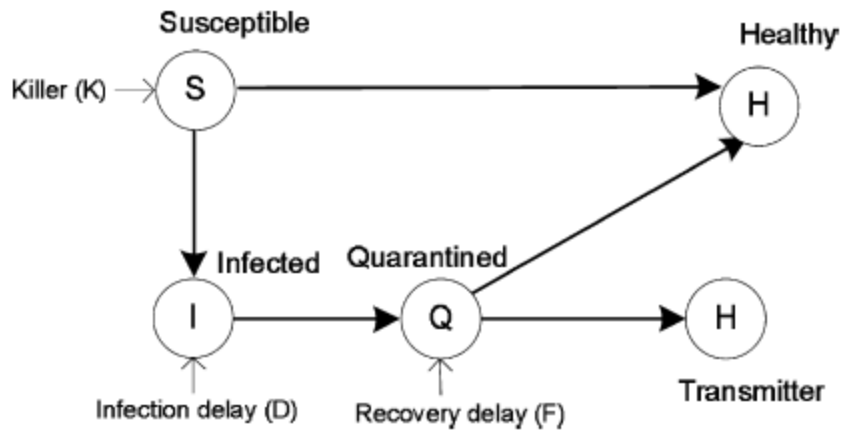 Susceptible
Healthy
Killer (K)
S
H
Infected
Quarantined
I
Q
H
Transmitter
Infection delay (D)
Recovery delay (F)